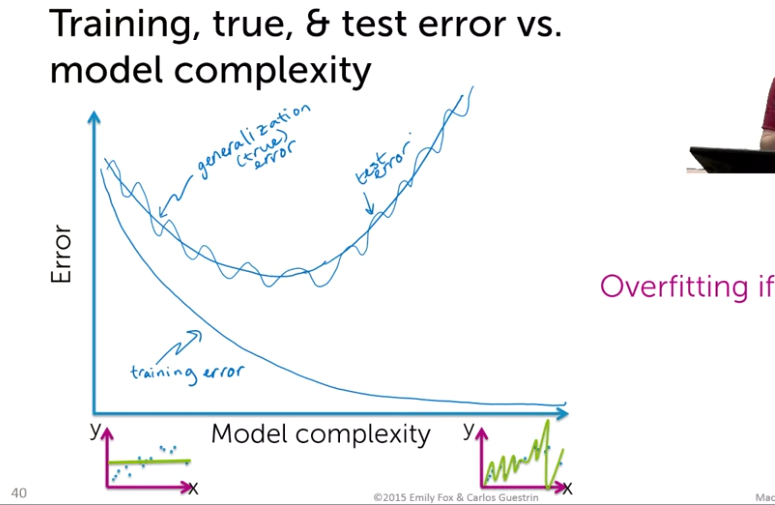 Training, true, & test error vs.
model complexity
generalization
(true)
error
test
error
Error
Overfitting if
training error
y
Model complexity
y
x
x
40
©2015 Emily Fox & Carlos Guestrin